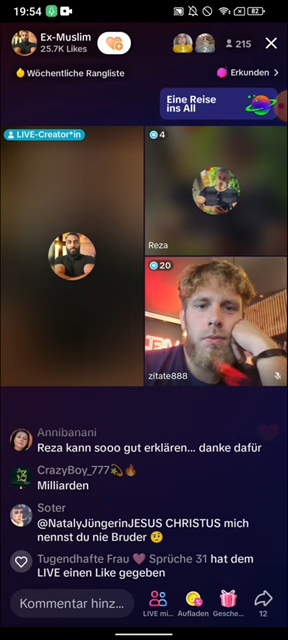 19:54
82
Ex-Muslim
25.7K Likes
215
Wöchentliche Rangliste
Erkunden
Eine Reise
ins All
LIVE-Creator*in
4
Reza
20
zitate888
Annibanani
Reza kann sooo gut erklären... danke dafür
CrazyBoy_777
Milliarden
Soter
@NatalyJüngerinJESUS CHRISTUS mich
nennst du nie Bruder
Tugendhafte Frau Sprüche 31 hat dem
LIVE einen Like gegeben
Kommentar hinz...
LIVE mi...
Aufladen
Gesche...
12